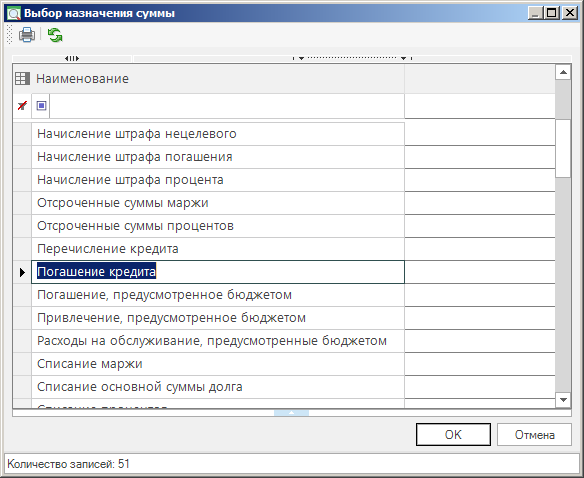 Выбор назначения суммы
Наименование
Начисление штрафа нецелевого
Начисление штрафа погашения
Начисление штрафа процента
Отсроченные суммы маржи
Отсроченные суммы процентов
Перечисление кредита
Погашение кредита
Погашение, предусмотренное бюджетом
Привлечение, предусмотренное бюджетом
Расходы на обслуживание, предусмотренные бюджетом
Списание маржи
Списание основной суммы долга
Списание процентов
OK
Отмена
Количество записей: 51